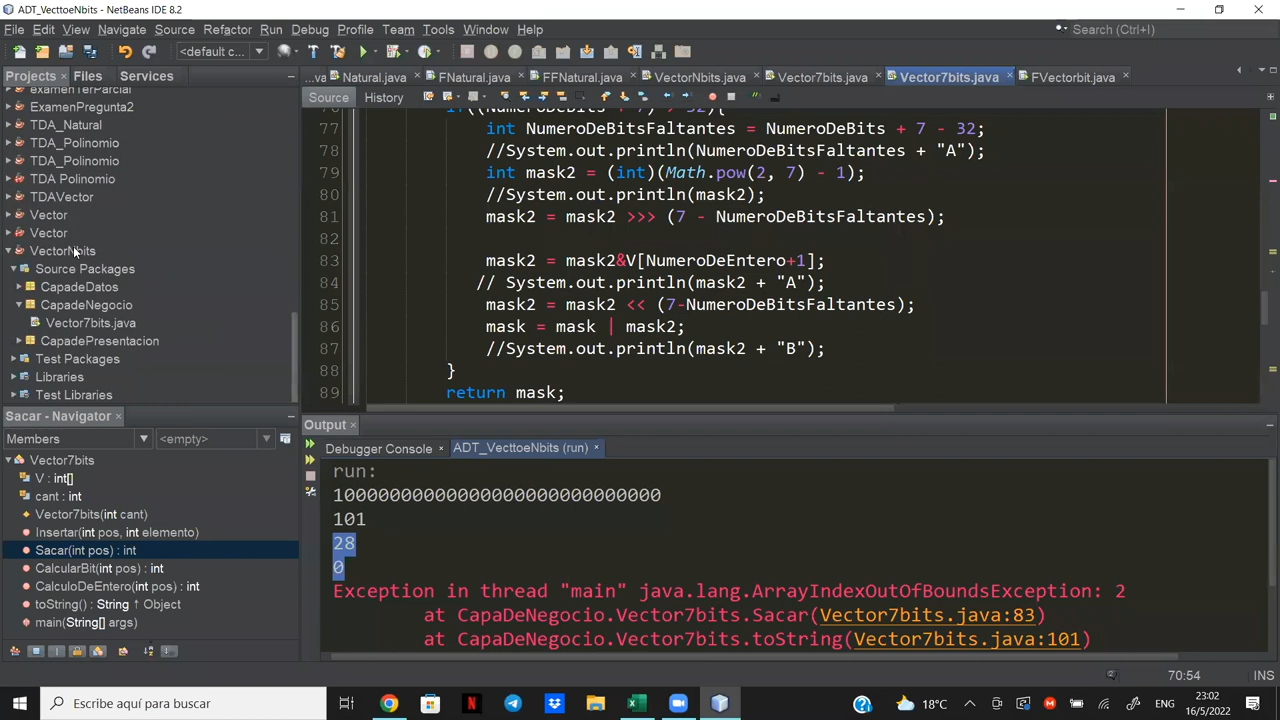 ADT_VecttoeNbits - NetBeans IDE 8.2
File Edit View Navigate Source Refactor Run Debug Profile Team Tools Window Help
Search (Ctrl+I)
<default c...
Projects Files Services
...va Natural.java FNatural.java FFNatural.java VectorNbits.java Vector7bits.java Vector7bits.java FVectorbit.java
Source History
examenTerParcial
ExamenPregunta2
TDA_Natural
TDA_Polinomio
TDA_Polinomio
TDA Polinomio
TDAVector
Vector
Vector
VectorNbits
Source Packages
CapadeDatos
CapadeNegocio
Vector7bits.java
CapadePresentacion
Test Packages
Libraries
Test Libraries
76 if((NumeroDeBits + 7) > 32){
77 int NumeroDeBitsFaltantes = NumeroDeBits + 7 - 32;
78 //System.out.println(NumeroDeBitsFaltantes + "A");
79 int mask2 = (int)(Math.pow(2, 7) - 1);
80 //System.out.println(mask2);
81 mask2 = mask2 >>> (7 - NumeroDeBitsFaltantes);
82
83 mask2 = mask2&V[NumeroDeEntero+1];
84 // System.out.println(mask2 + "A");
85 mask2 = mask2 << (7-NumeroDeBitsFaltantes);
86 mask = mask | mask2;
87 //System.out.println(mask2 + "B");
88 }
89 return mask;
Sacar - Navigator
Members <empty>
Vector7bits
V : int[]
cant : int
Vector7bits(int cant)
Insertar(int pos, int elemento)
Sacar(int pos) : int
CalcularBit(int pos) : int
CalculoDeEntero(int pos) : int
toString() : String ↑ Object
main(String[] args)
Output
Debugger Console ADT_VecttoeNbits (run)
run:
101
28
0
Exception in thread "main" java.lang.ArrayIndexOutOfBoundsException: 2
at CapaDeNegocio.Vector7bits.Sacar(Vector7bits.java:83)
at CapaDeNegocio.Vector7bits.toString(Vector7bits.java:101)
70:54 INS
Escribe aquí para buscar
18°C
ENG
23:02
16/5/2022